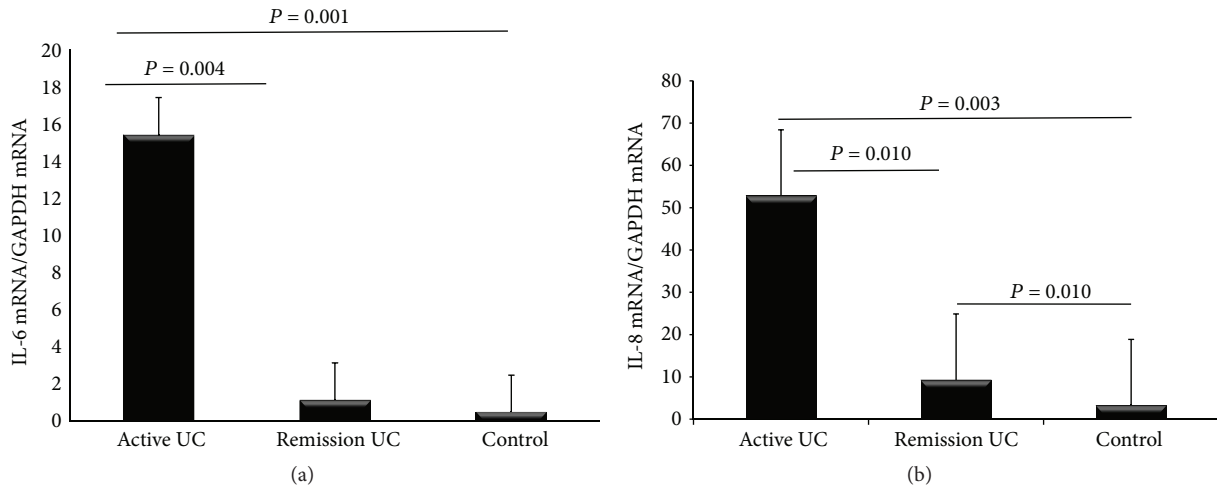 P = 0.001
P = 0.004
IL-6 mRNA/GAPDH mRNA
20
18
16
14
12
10
8
6
4
2
0
Active UC Remission UC Control
(a)
P = 0.003
P = 0.010
P = 0.010
IL-8 mRNA/GAPDH mRNA
80
70
60
50
40
30
20
10
0
Active UC Remission UC Control
(b)